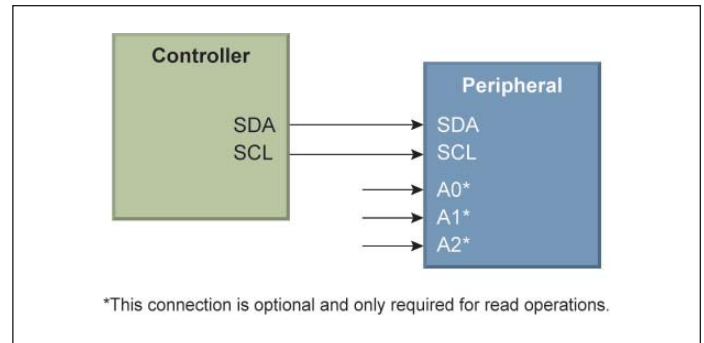 Controller
SDA
SCL
Peripheral
SDA
SCL
A0*
A1*
A2*
*This connection is optional and only required for read operations.